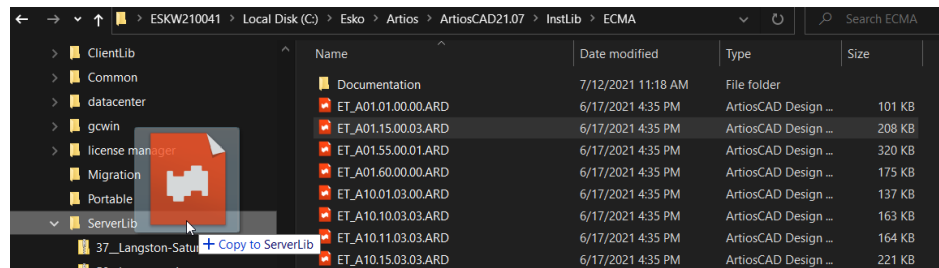 ESKW210041 > Local Disk (C:) > Esko > Artios > ArtiosCAD21.07 > InstLib > ECMA
Search ECMA
ClientLib
Common
datacenter
gcwin
license manager
Migration
Portable
ServerLib
37__Langston-Satur
+ Copy to ServerLib
Name Date modified Type Size
Documentation 7/12/2021 11:18 AM File folder
ET_A01.01.00.00.ARD 6/17/2021 4:35 PM ArtiosCAD Design ... 101 KB
ET_A01.15.00.03.ARD 6/17/2021 4:35 PM ArtiosCAD Design ... 208 KB
ET_A01.55.00.01.ARD 6/17/2021 4:35 PM ArtiosCAD Design ... 320 KB
ET_A01.60.00.00.ARD 6/17/2021 4:35 PM ArtiosCAD Design ... 175 KB
ET_A10.01.03.00.ARD 6/17/2021 4:35 PM ArtiosCAD Design ... 137 KB
ET_A10.10.03.03.ARD 6/17/2021 4:35 PM ArtiosCAD Design ... 163 KB
ET_A10.11.03.03.ARD 6/17/2021 4:35 PM ArtiosCAD Design ... 164 KB
ET_A10.15.03.03.ARD 6/17/2021 4:35 PM ArtiosCAD Design ... 221 KB